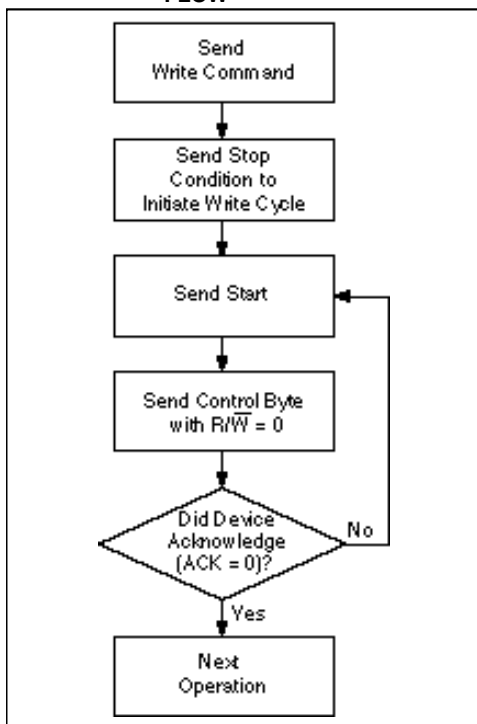 FLOW
Send
Write Command
Send Stop
Condition to
Initiate Write Cycle
Send Start
Send Control Byte
with R/W̅ = 0
Did Device
Acknowledge
(ACK = 0)?
No
Yes
Next
Operation